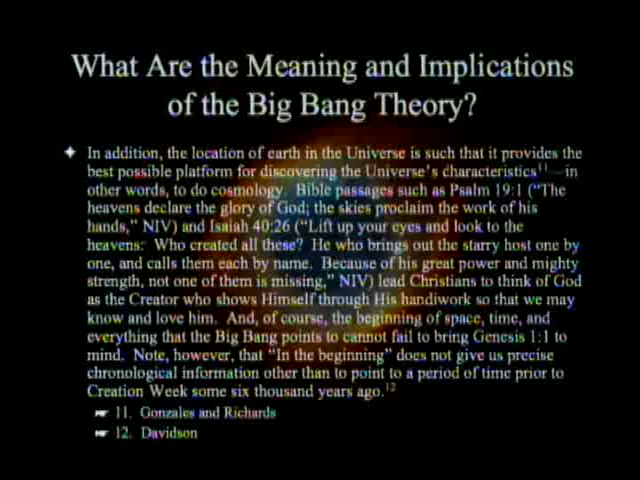 What Are the Meaning and Implications
of the Big Bang Theory?
✦ In addition, the location of earth in the Universe is such that it provides the
best possible platform for discovering the Universe's characteristics¹¹—in
other words, to do cosmology. Bible passages such as Psalm 19:1 ("The
heavens declare the glory of God; the skies proclaim the work of his
hands," NIV) and Isaiah 40:26 ("Lift up your eyes and look to the
heavens: Who created all these? He who brings out the starry host one by
one, and calls them each by name. Because of his great power and mighty
strength, not one of them is missing," NIV) lead Christians to think of God
as the Creator who shows Himself through His handiwork so that we may
know and love him. And, of course, the beginning of space, time, and
everything that the Big Bang points to cannot fail to bring Genesis 1:1 to
mind. Note, however, that "In the beginning" does not give us precise
chronological information other than to point to a period of time prior to
Creation Week some six thousand years ago.¹²
☛ 11. Gonzales and Richards
☛ 12. Davidson